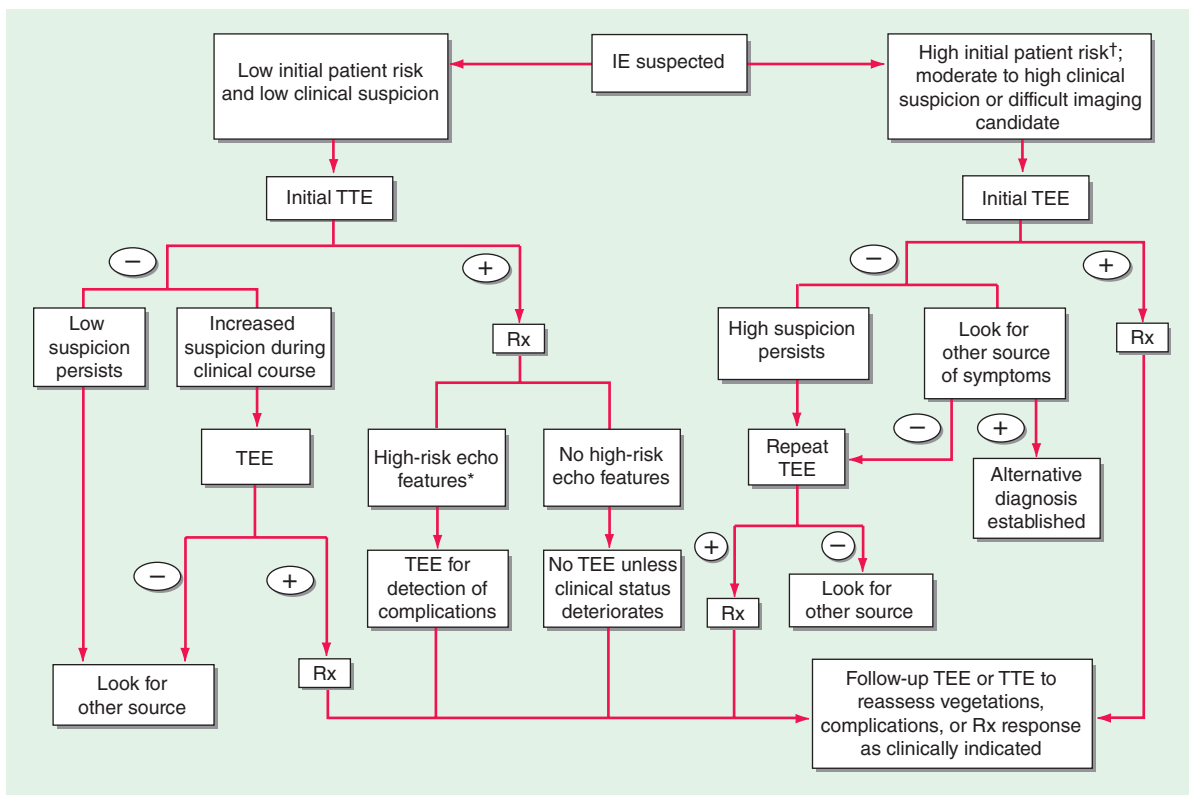 IE suspected
Low initial patient risk
and low clinical suspicion
High initial patient risk†;
moderate to high clinical
suspicion or difficult imaging
candidate
Initial TTE
Initial TEE
−
+
−
+
Low
suspicion
persists
Increased
suspicion during
clinical course
Rx
High suspicion
persists
Look for
other source
of symptoms
Rx
TEE
High-risk echo
features*
No high-risk
echo features
Repeat
TEE
−
+
Alternative
diagnosis
established
−
+
TEE for
detection of
complications
No TEE unless
clinical status
deteriorates
+
−
Rx
Look for
other source
Look for
other source
Rx
Follow-up TEE or TTE to
reassess vegetations,
complications, or Rx response
as clinically indicated